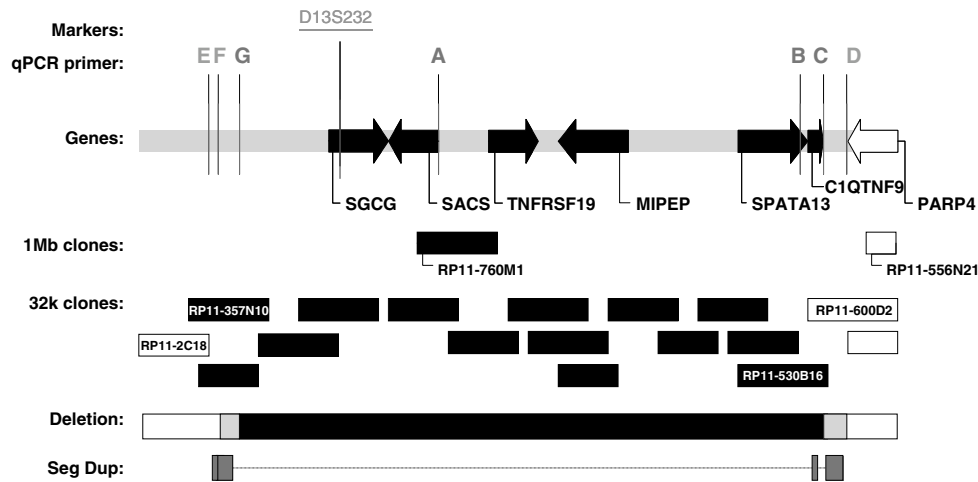 D13S232
Markers:
qPCR primer:
E F G A B C D
Genes:
C1QTNF9
SGCG SACS TNFRSF19 MIPEP SPATA13 PARP4
1Mb clones:
RP11-760M1 RP11-556N21
32k clones:
RP11-357N10 RP11-600D2
RP11-2C18
RP11-530B16
Deletion:
Seg Dup: